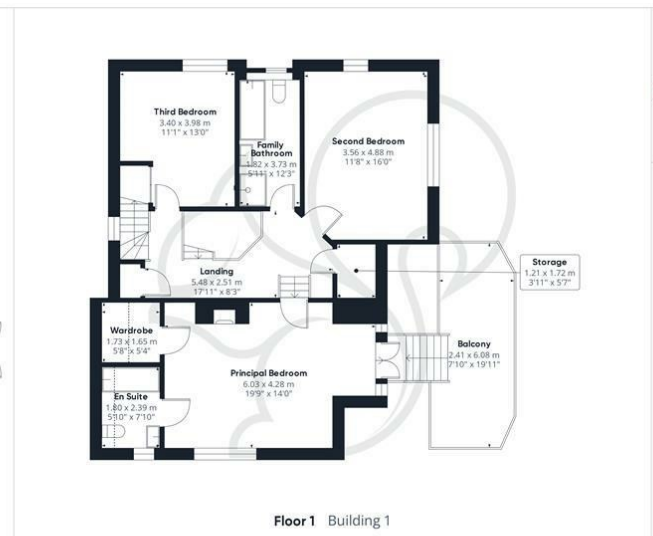 Third Bedroom
3.40 x 3.98 m
11'1" x 13'0"
Family
Bathroom
1.82 x 3.73 m
5'11" x 12'3"
Second Bedroom
3.56 x 4.88 m
11'8" x 16'0"
Landing
5.48 x 2.51 m
17'11" x 8'3"
Storage
1.21 x 1.72 m
3'11" x 5'7"
Wardrobe
1.73 x 1.65 m
5'8" x 5'4"
Principal Bedroom
6.03 x 4.28 m
19'9" x 14'0"
Balcony
2.41 x 6.08 m
7'10" x 19'11"
En Suite
1.80 x 2.39 m
5'10" x 7'10"
Floor 1 Building 1